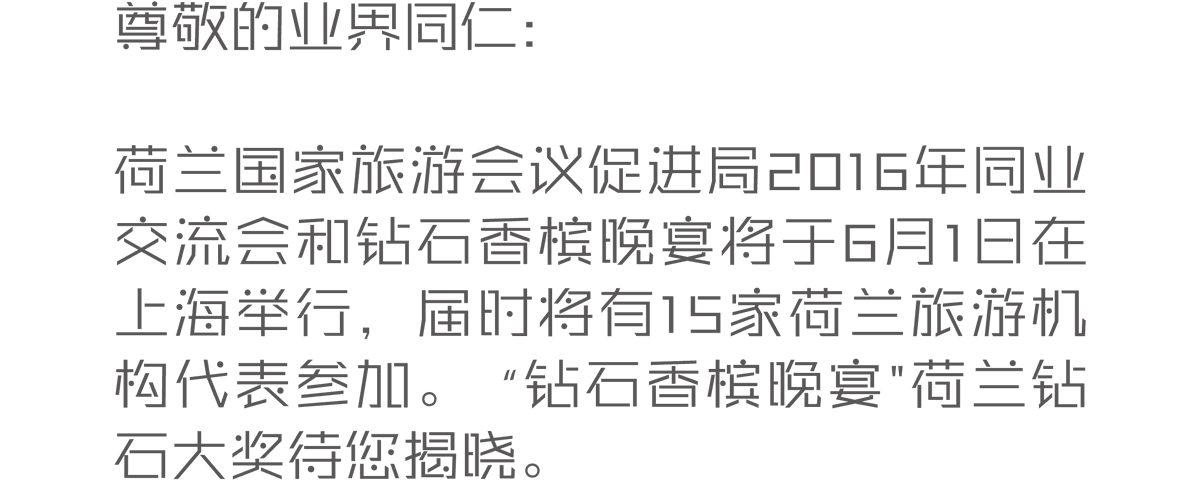 尊敬的业界同仁:
荷兰国家旅游会议促进局2016年同业
交流会和钻石香槟晚宴将于6月1日在
上海举行，届时将有15家荷兰旅游机
构代表参加。“钻石香槟晚宴"荷兰钻
石大奖待您揭晓。